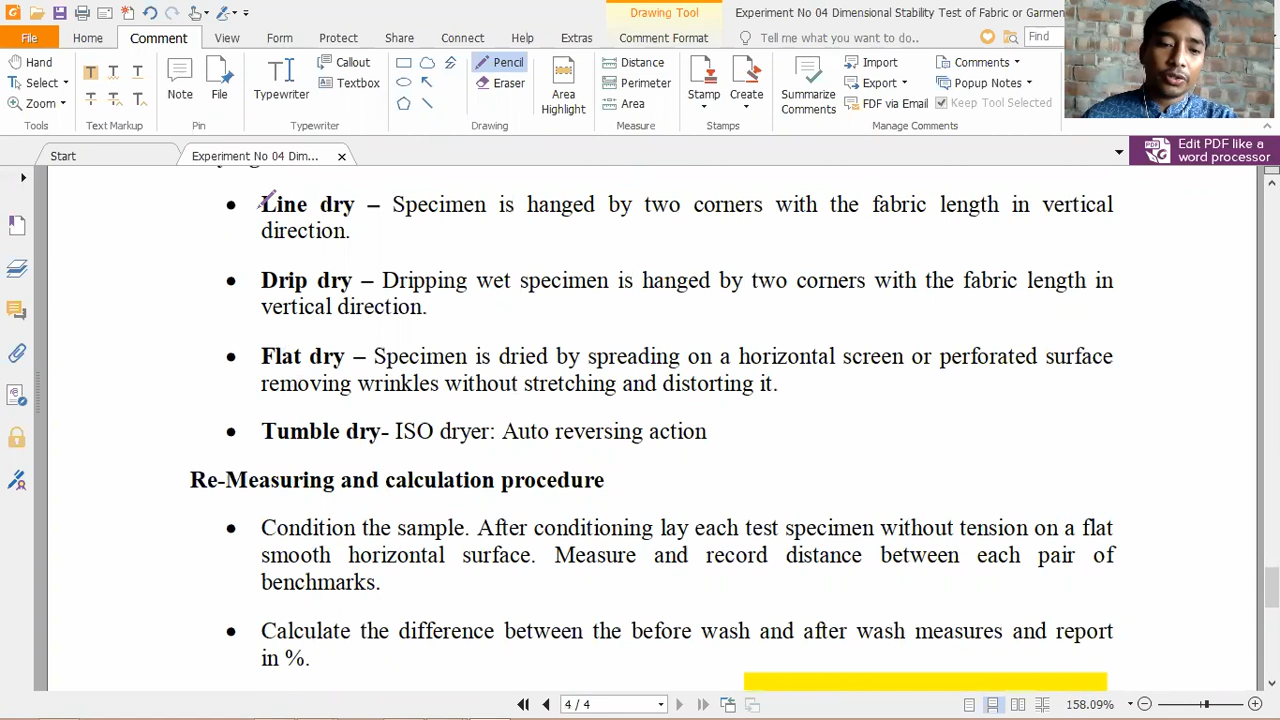 Drawing Tool
Experiment No 04 Dimensional Stability Test of Fabric or Garmen
File Home Comment View Form Protect Share Connect Help Extras Comment Format Tell me what you want to do... Find
Hand
Select
Zoom
Tools
T T T
T T T
Text Markup
Note
File
Pin
Typewriter
Callout
Textbox
Typewriter
Pencil
Eraser
Area
Highlight
Drawing
Distance
Perimeter
Area
Measure
Stamp
Create
Stamps
Summarize
Comments
Import
Export
FDF via Email
Comments
Popup Notes
Keep Tool Selected
Manage Comments
Start
Experiment No 04 Dim...
Edit PDF like a
word processor
• Line dry – Specimen is hanged by two corners with the fabric length in vertical
direction.
• Drip dry – Dripping wet specimen is hanged by two corners with the fabric length in
vertical direction.
• Flat dry – Specimen is dried by spreading on a horizontal screen or perforated surface
removing wrinkles without stretching and distorting it.
• Tumble dry- ISO dryer: Auto reversing action
Re-Measuring and calculation procedure
• Condition the sample. After conditioning lay each test specimen without tension on a flat
smooth horizontal surface. Measure and record distance between each pair of
benchmarks.
• Calculate the difference between the before wash and after wash measures and report
in %.
4 / 4
158.09%